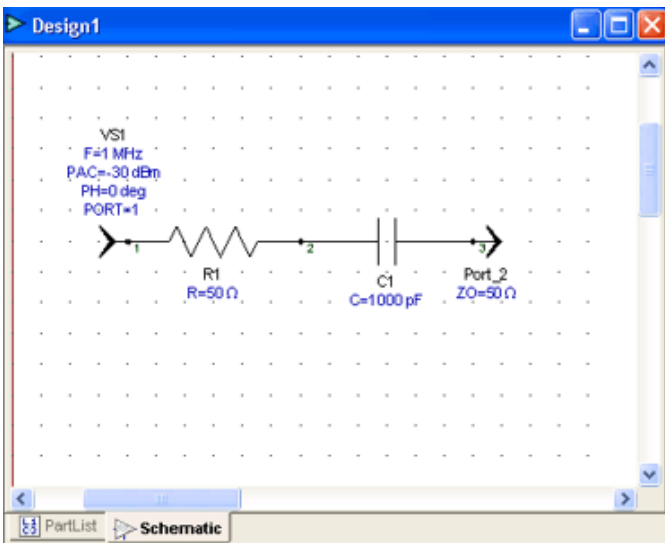 Design1
VS1
F=1 MHz
PAC=-30 dBm
PH=0 deg
PORT=1
1
2
3
R1
R=50 Ω
C1
C=1000 pF
Port_2
ZO=50 Ω
PartList
Schematic